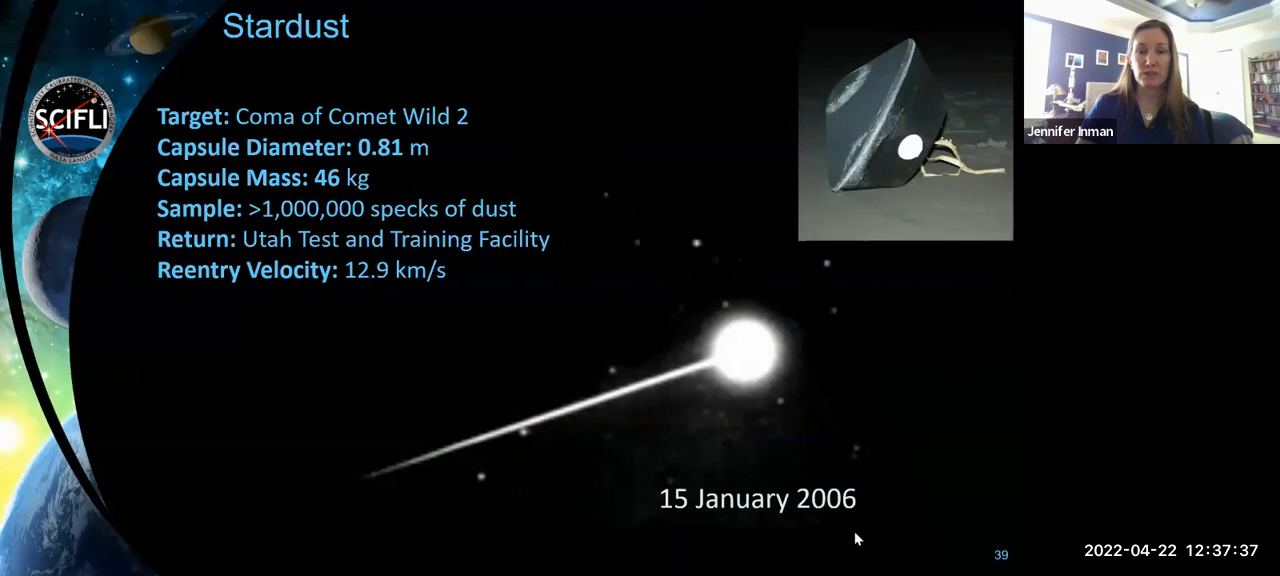 Stardust
SCIFLI
NASA LANGLEY
Target: Coma of Comet Wild 2
Capsule Diameter: 0.81 m
Capsule Mass: 46 kg
Sample: >1,000,000 specks of dust
Return: Utah Test and Training Facility
Reentry Velocity: 12.9 km/s
Jennifer Inman
15 January 2006
39
2022-04-22 12:37:37